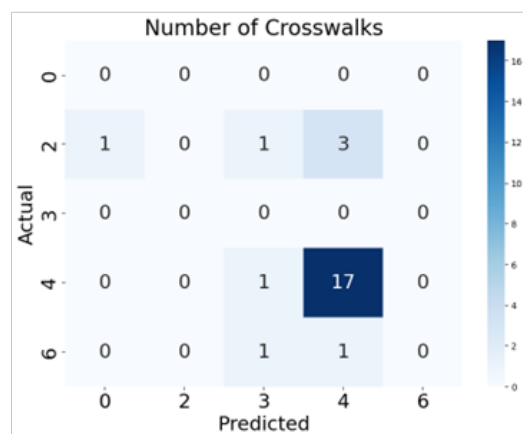 Number of Crosswalks
0 0 0 0 0 0
2 1 0 1 3 0
3 0 0 0 0 0
4 0 0 1 17 0
6 0 0 1 1 0
0 2 3 4 6
Actual
Predicted
16
14
12
10
8
6
4
2
0